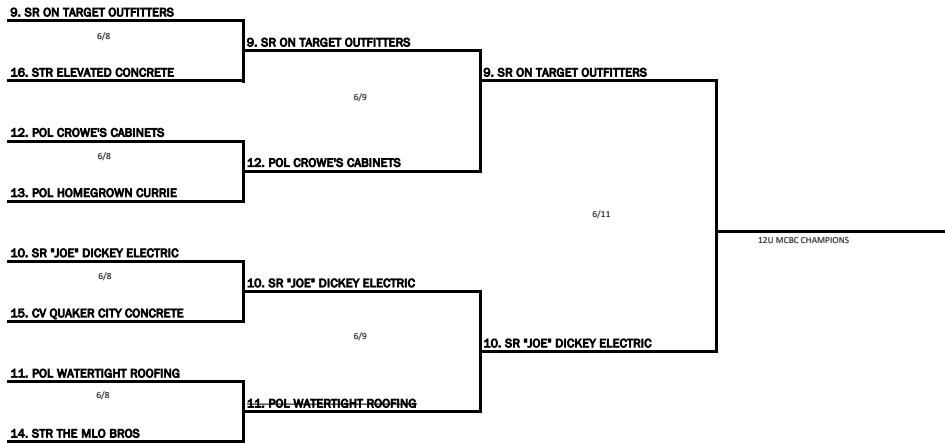 9. SR ON TARGET OUTFITTERS
6/8
16. STR ELEVATED CONCRETE
12. POL CROWE'S CABINETS
6/8
13. POL HOMEGROWN CURRIE
10. SR "JOE" DICKEY ELECTRIC
6/8
15. CV QUAKER CITY CONCRETE
11. POL WATERTIGHT ROOFING
6/8
14. STR THE MLO BROS
9. SR ON TARGET OUTFITTERS
6/9
12. POL CROWE'S CABINETS
10. SR "JOE" DICKEY ELECTRIC
6/9
11. POL WATERTIGHT ROOFING
9. SR ON TARGET OUTFITTERS
6/11
10. SR "JOE" DICKEY ELECTRIC
12U MCBC CHAMPIONS